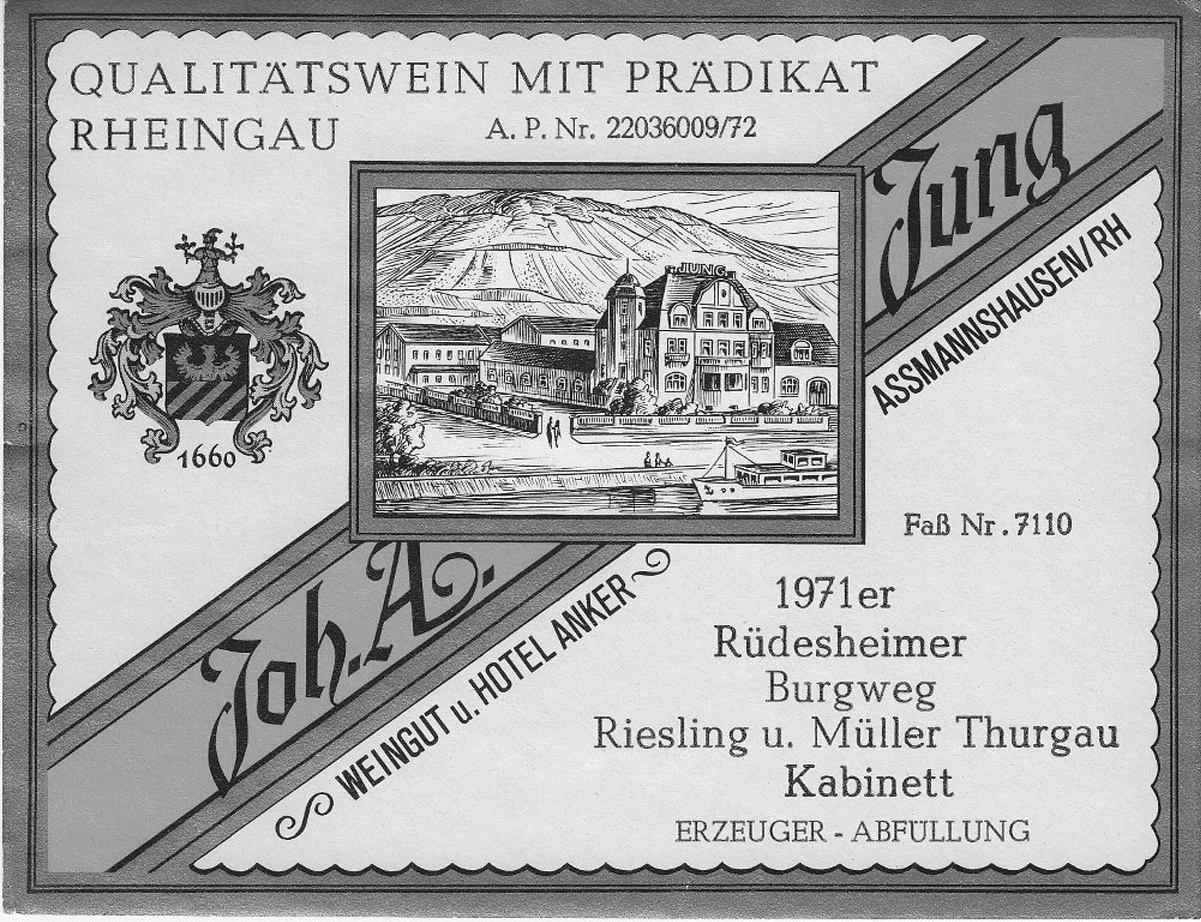 QUALITÄTSWEIN MIT PRÄDIKAT
RHEINGAU
A. P. Nr. 22036009/72
1660
JUNG
Joh. A. Jung
WEINGUT u. HOTEL ANKER
ASSMANNSHAUSEN/RH
Faß Nr. 7110
1971er
Rüdesheimer
Burgweg
Riesling u. Müller Thurgau
Kabinett
ERZEUGER - ABFÜLLUNG